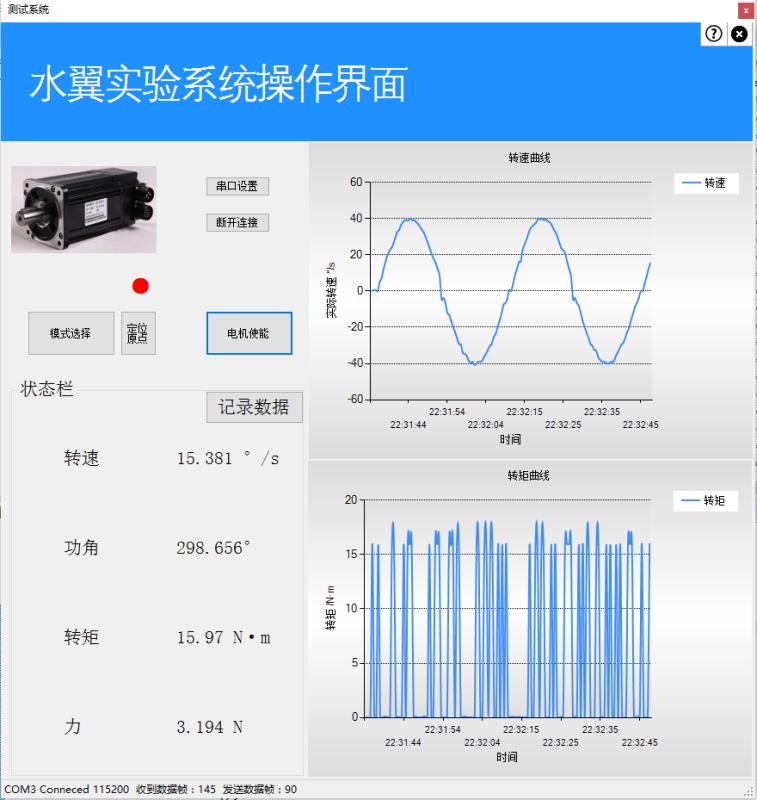 测试系统
水翼实验系统操作界面
串口设置
断开连接
模式选择
定位
原点
电机使能
状态栏
记录数据
转速 15.381 °/s
功角 298.656°
转矩 15.97 N•m
力 3.194 N
转速曲线
转速
实际转速 °/s
60
40
20
0
-20
-40
-60
22:31:54 22:32:15 22:32:35
22:31:44 22:32:04 22:32:25 22:32:45
时间
转矩曲线
转矩
转矩 /N·m
20
15
10
5
0
22:31:54 22:32:15 22:32:35
22:31:44 22:32:04 22:32:25 22:32:45
时间
COM3 Conneced 115200 收到数据帧：145 发送数据帧：90